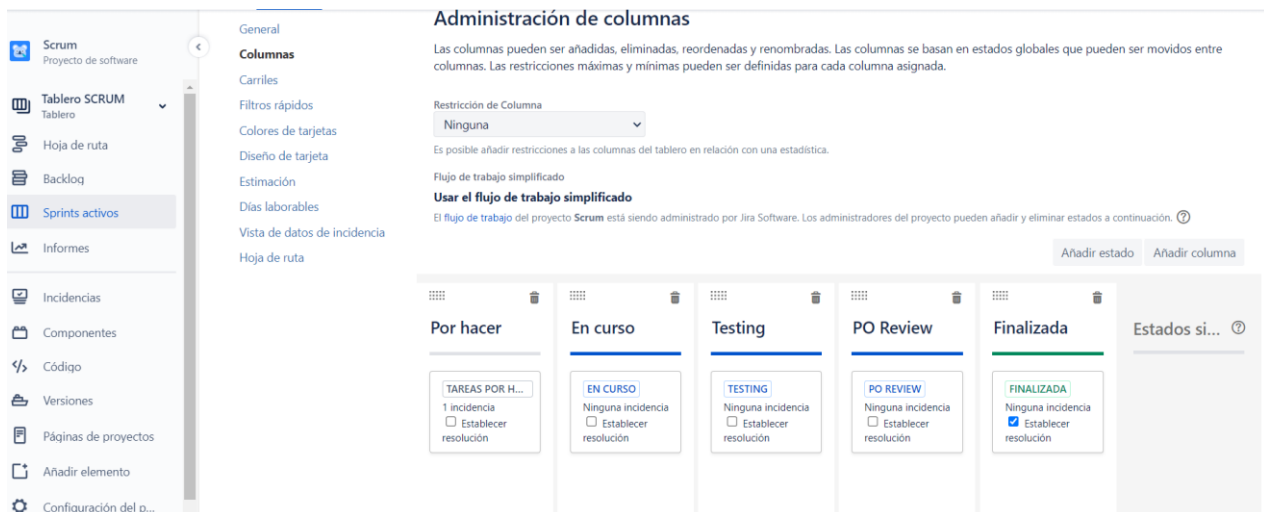 Scrum
Proyecto de software
Tablero SCRUM
Tablero
Hoja de ruta
Backlog
Sprints activos
Informes
Incidencias
Componentes
Código
Versiones
Páginas de proyectos
Añadir elemento
Configuración del p...
General
Columnas
Carriles
Filtros rápidos
Colores de tarjetas
Diseño de tarjeta
Estimación
Días laborables
Vista de datos de incidencia
Hoja de ruta
Administración de columnas
Las columnas pueden ser añadidas, eliminadas, reordenadas y renombradas. Las columnas se basan en estados globales que pueden ser movidos entre
columnas. Las restricciones máximas y mínimas pueden ser definidas para cada columna asignada.
Restricción de Columna
Ninguna
Es posible añadir restricciones a las columnas del tablero en relación con una estadística.
Flujo de trabajo simplificado
Usar el flujo de trabajo simplificado
El flujo de trabajo del proyecto Scrum está siendo administrado por Jira Software. Los administradores del proyecto pueden añadir y eliminar estados a continuación. ?
Añadir estado Añadir columna
Por hacer
TAREAS POR H...
1 incidencia
Establecer
resolución
En curso
EN CURSO
Ninguna incidencia
Establecer
resolución
Testing
TESTING
Ninguna incidencia
Establecer
resolución
PO Review
PO REVIEW
Ninguna incidencia
Establecer
resolución
Finalizada
FINALIZADA
Ninguna incidencia
Establecer
resolución
Estados si... ?